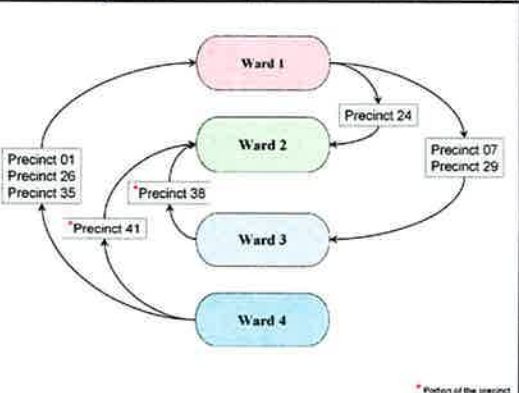 Ward 1
Precinct 24
Ward 2
Precinct 07
Precinct 29
Precinct 01
Precinct 26
Precinct 35
*Precinct 38
*Precinct 41
Ward 3
Ward 4
* Portion of the precinct